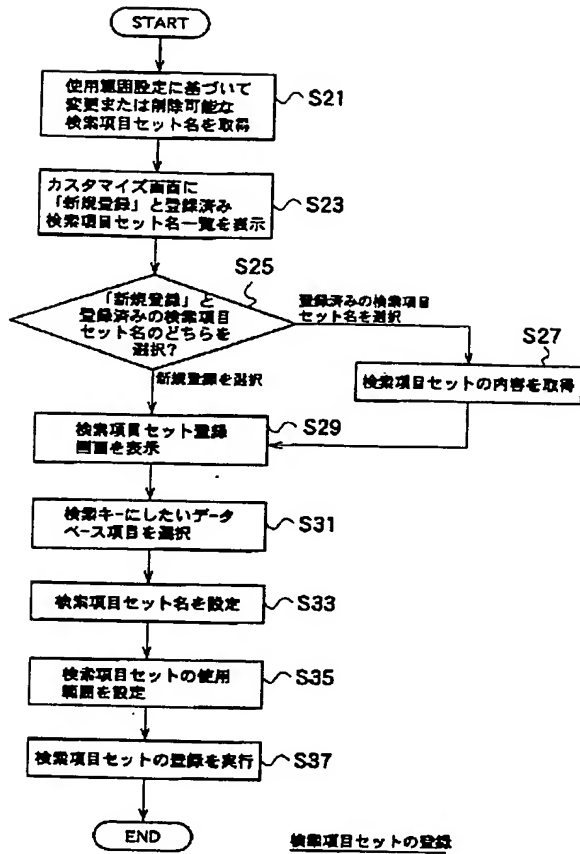 START
使用範囲設定に基づいて
変更または削除可能な
検索項目セット名を取得
S21
カスタマイズ画面に
「新規登録」と登録済み
検索項目セット名一覧を表示
S23
S25
「新規登録」と
登録済みの検索項目
セット名のどちらを
選択?
登録済みの検索項目
セット名を選択
新規登録を選択
S27
検索項目セットの内容を取得
検索項目セット登録
画面を表示
S29
検索キーにしたいデータ
ベース項目を選択
S31
検索項目セット名を設定
S33
検索項目セットの使用
範囲を設定
S35
検索項目セットの登録を実行
S37
END
検索項目セットの登録